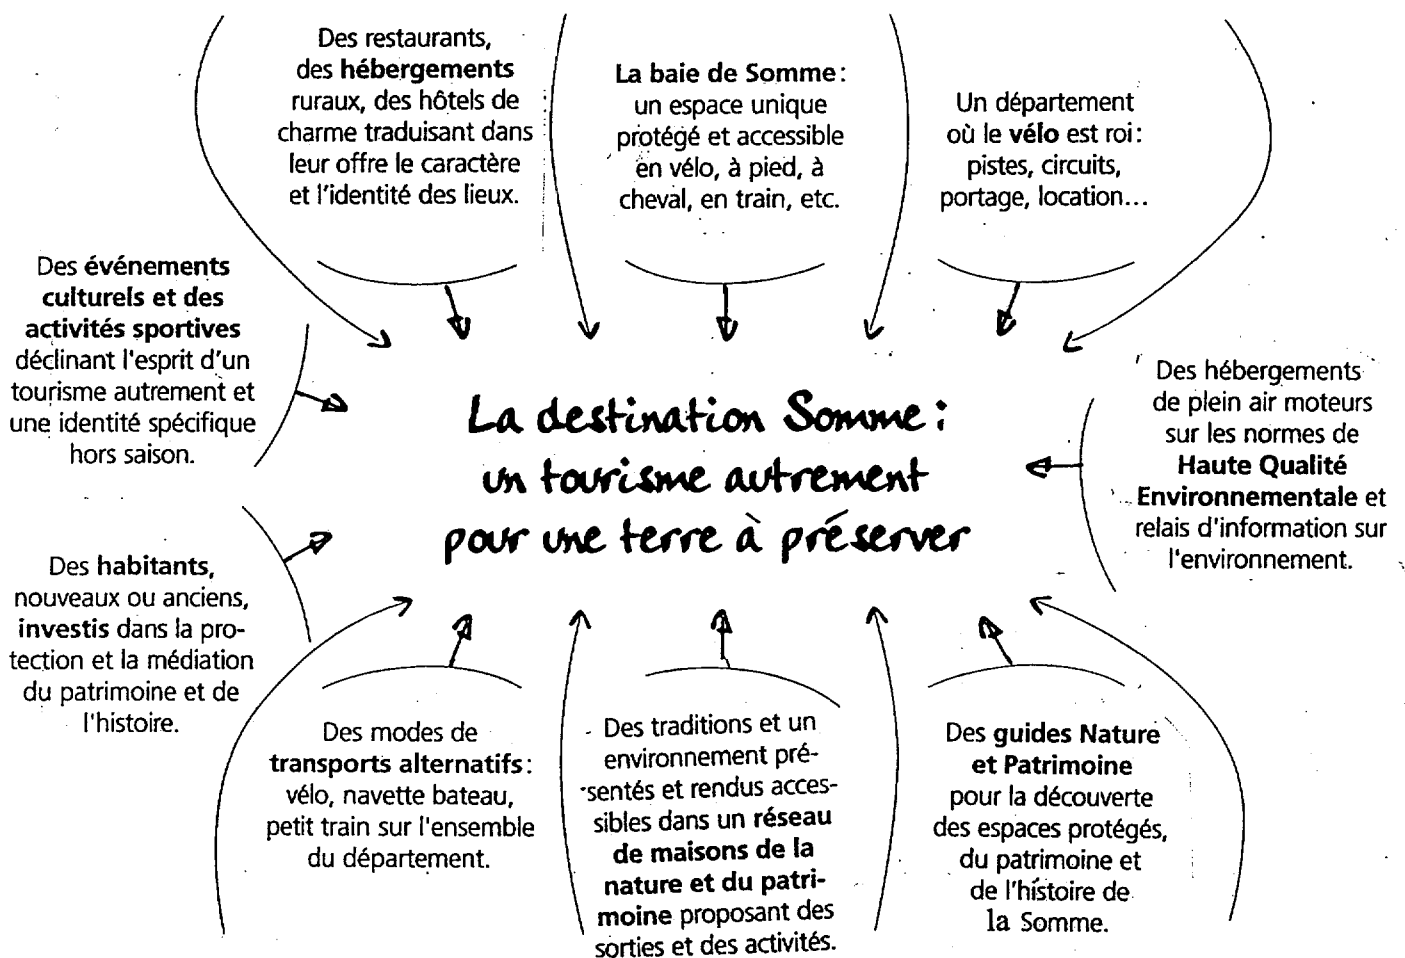 Des restaurants,
des hébergements
ruraux, des hôtels de
charme traduisant dans
leur offre le caractère
et l'identité des lieux.
La baie de Somme:
un espace unique
protégé et accessible
en vélo, à pied, à
cheval, en train, etc.
Un département
où le vélo est roi:
pistes, circuits,
portage, location...
Des événements
culturels et des
activités sportives
déclinant l'esprit d'un
tourisme autrement et
une identité spécifique
hors saison.
La destination Somme:
un tourisme autrement
pour une terre à préserver
Des hébergements
de plein air moteurs
sur les normes de
Haute Qualité
Environnementale et
relais d'information sur
l'environnement.
Des habitants,
nouveaux ou anciens,
investis dans la pro-
tection et la médiation
du patrimoine et de
l'histoire.
Des modes de
transports alternatifs:
vélo, navette bateau,
petit train sur l'ensemble
du département.
Des traditions et un
environnement pré-
sentés et rendus acces-
sibles dans un réseau
de maisons de la
nature et du patri-
moine proposant des
sorties et des activités.
Des guides Nature
et Patrimoine
pour la découverte
des espaces protégés,
du patrimoine et
de l'histoire de
la Somme.